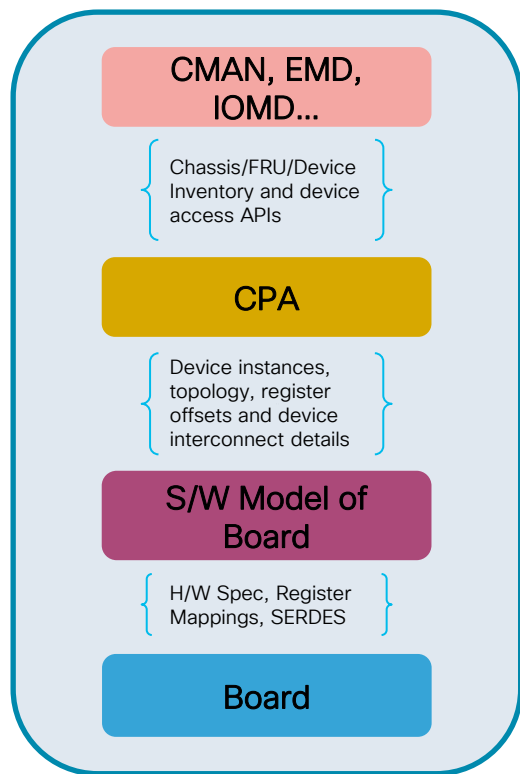 CMAN, EMD,
IOMD...
Chassis/FRU/Device
Inventory and device
access APIs
CPA
Device instances,
topology, register
offsets and device
interconnect details
S/W Model of
Board
H/W Spec, Register
Mappings, SERDES
Board